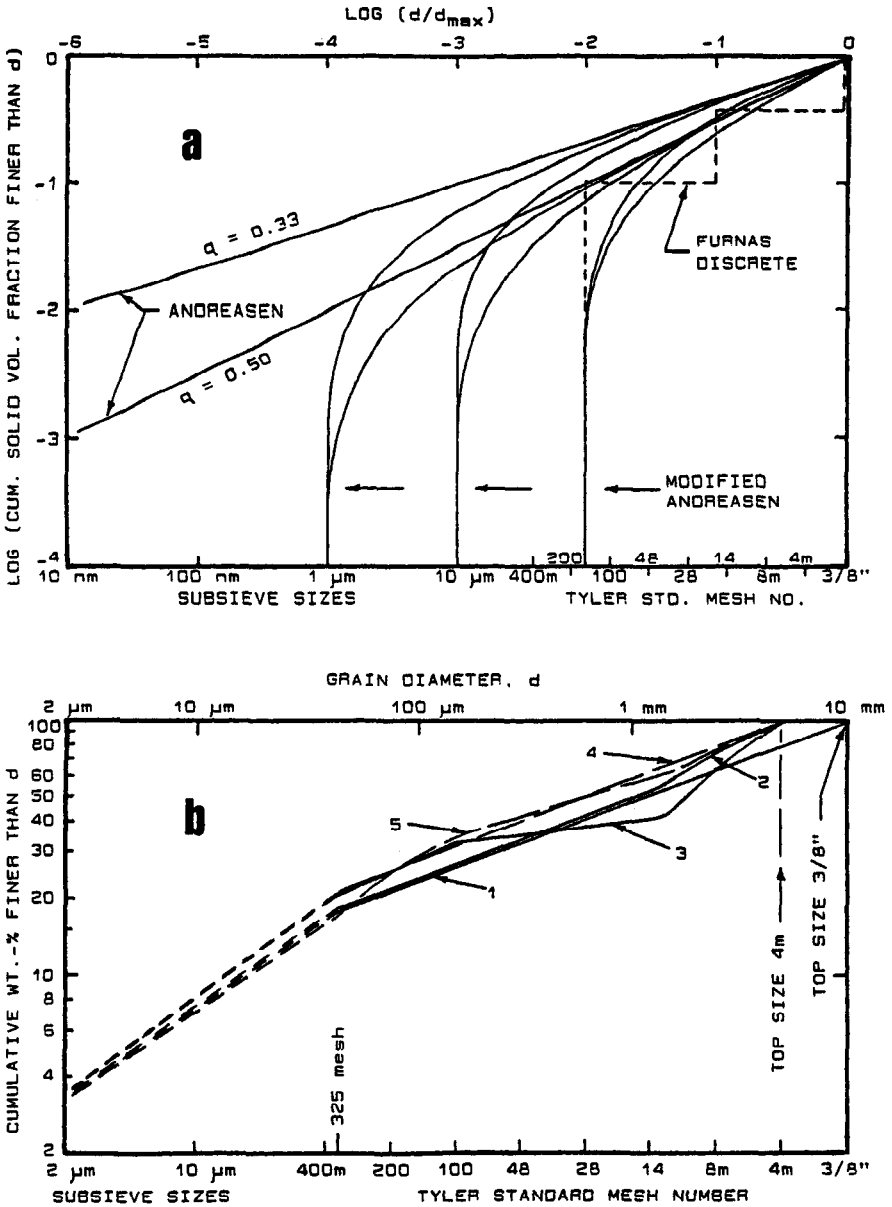 LOG (d/dmax)
-6 -5 -4 -3 -2 -1 0
LOG (CUM. SOLID VOL. FRACTION FINER THAN d)
0
-1
-2
-3
-4
a
q = 0.33
ANDREASEN
q = 0.50
FURNAS
DISCRETE
MODIFIED
ANDREASEN
200 48 14 4m
10 nm 100 nm 1 μm 10 μm 400m 100 28 8m 3/8"
SUBSIEVE SIZES TYLER STD. MESH NO.
GRAIN DIAMETER, d
2 μm 10 μm 100 μm 1 mm 10 mm
CUMULATIVE WT.-% FINER THAN d
100
80
60
50
40
30
20
10
8
6
4
2
b
4
2
5
3
1
325 mesh
TOP SIZE 4m
TOP SIZE 3/8"
2 μm 10 μm 400m 200 100 48 28 14 8m 4m 3/8"
SUBSIEVE SIZES TYLER STANDARD MESH NUMBER